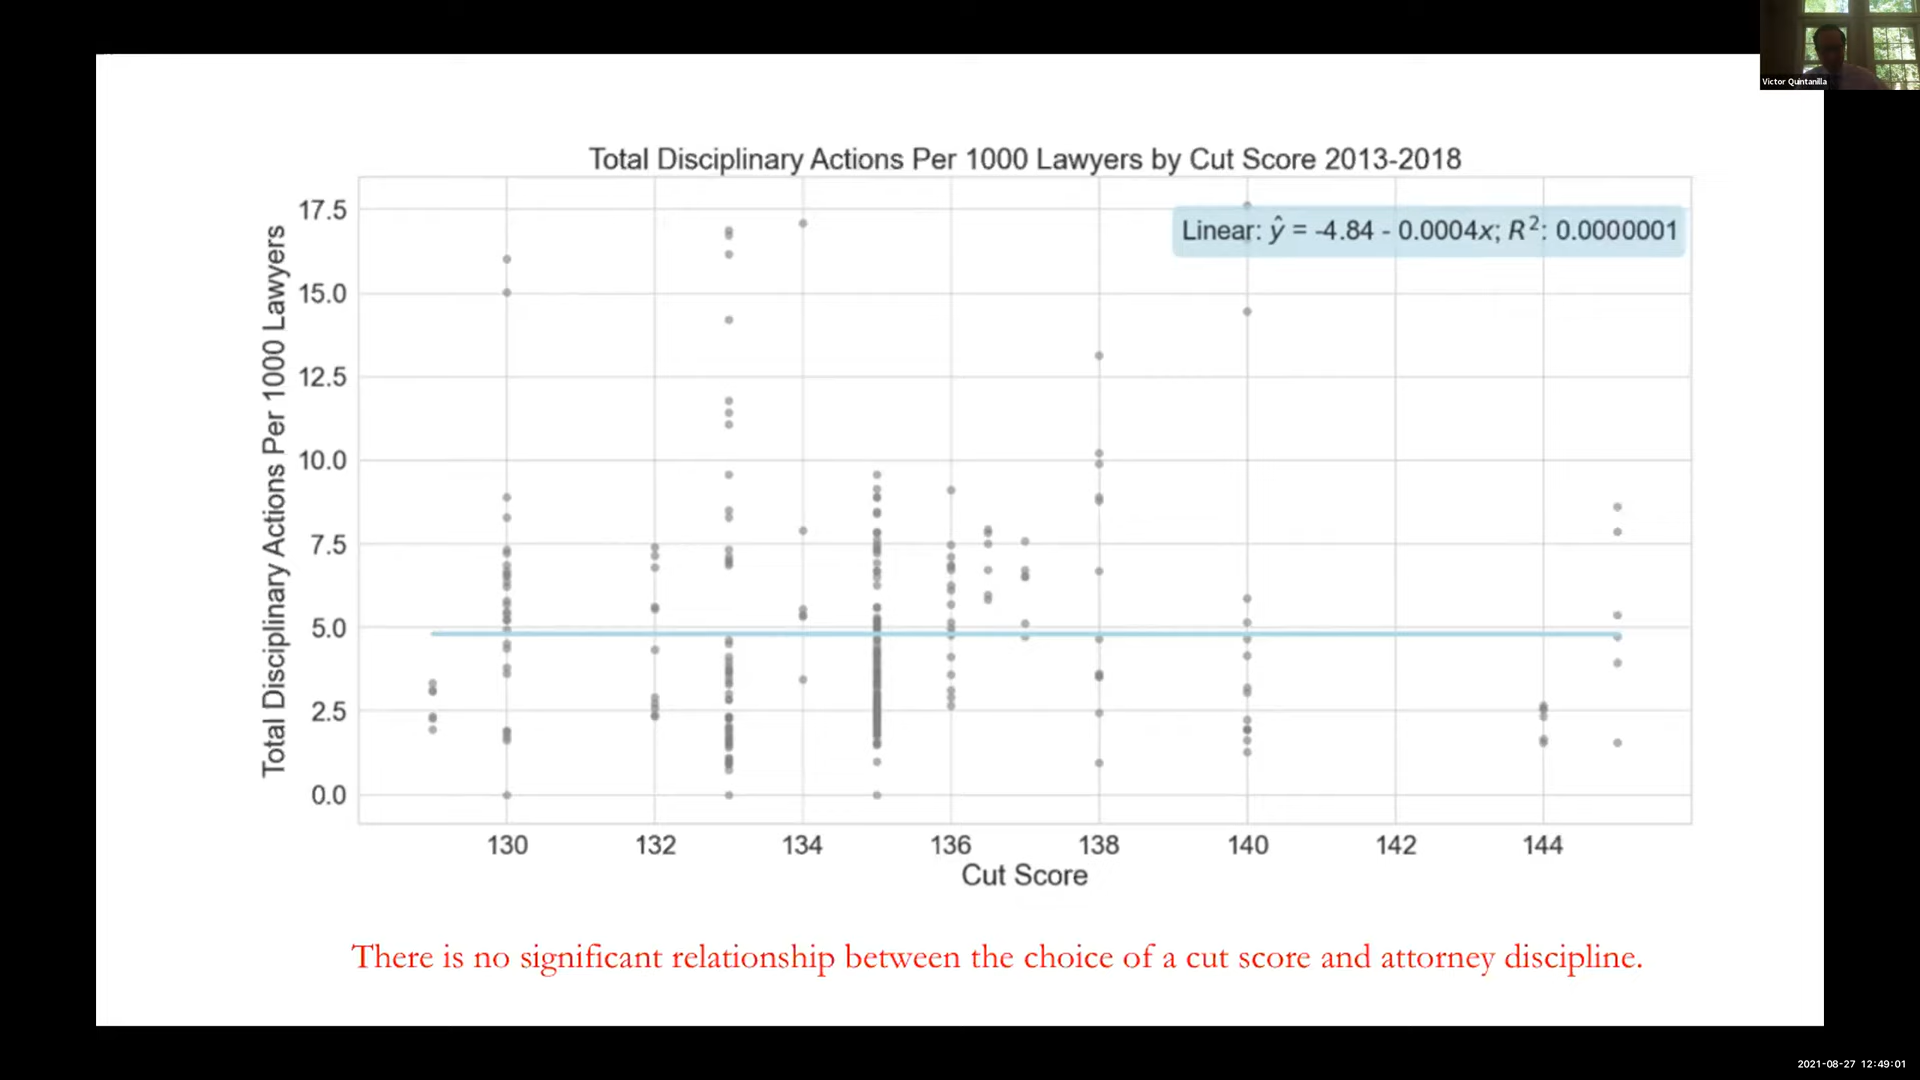 Victor Quintanilla
Total Disciplinary Actions Per 1000 Lawyers by Cut Score 2013-2018
Linear: ŷ = -4.84 - 0.0004x; R²: 0.0000001
Total Disciplinary Actions Per 1000 Lawyers
17.5
15.0
12.5
10.0
7.5
5.0
2.5
0.0
130 132 134 136 138 140 142 144
Cut Score
There is no significant relationship between the choice of a cut score and attorney discipline.
2021-08-27 12:49:01